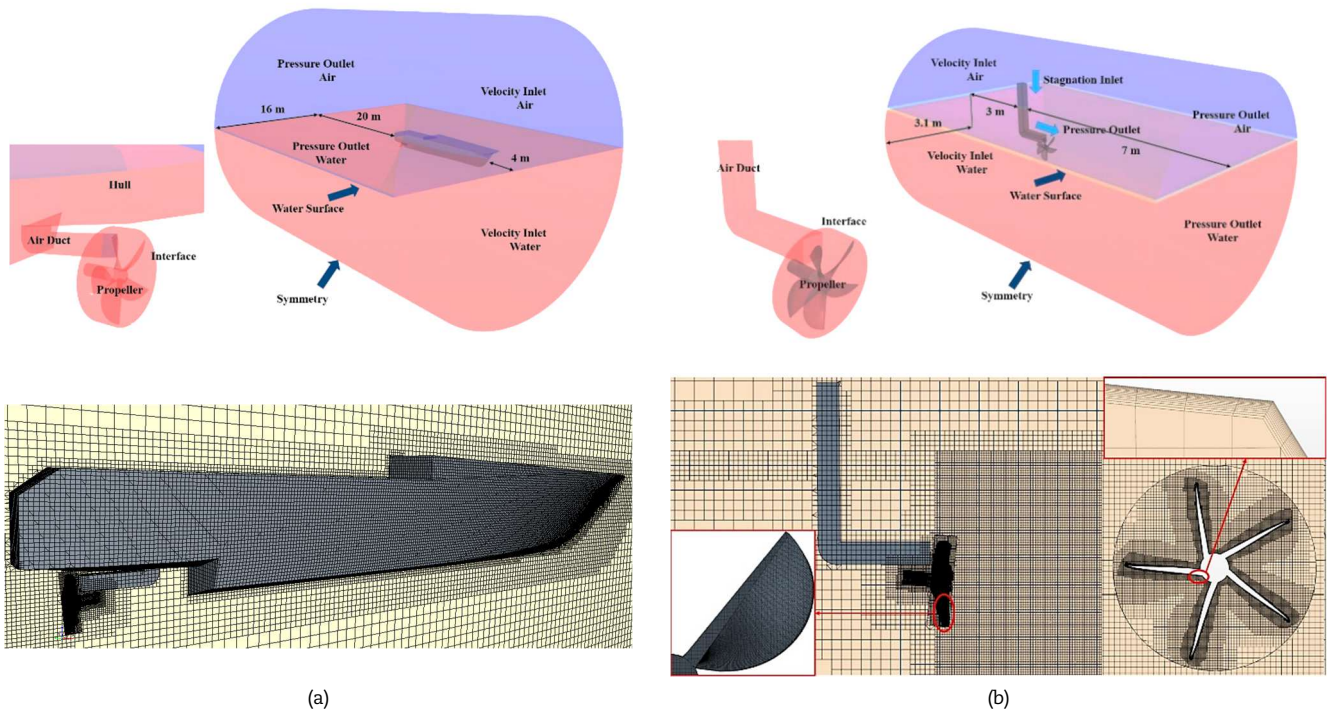 Pressure Outlet
Air
16 m
20 m
Velocity Inlet
Air
Pressure Outlet
Water
4 m
Water Surface
Velocity Inlet
Water
Symmetry
Hull
Air Duct
Interface
Propeller
Velocity Inlet
Air
Stagnation Inlet
3 m
3.1 m
Pressure Outlet
Pressure Outlet
Air
7 m
Velocity Inlet
Water
Water Surface
Pressure Outlet
Water
Symmetry
Air Duct
Interface
Propeller
(a)
(b)